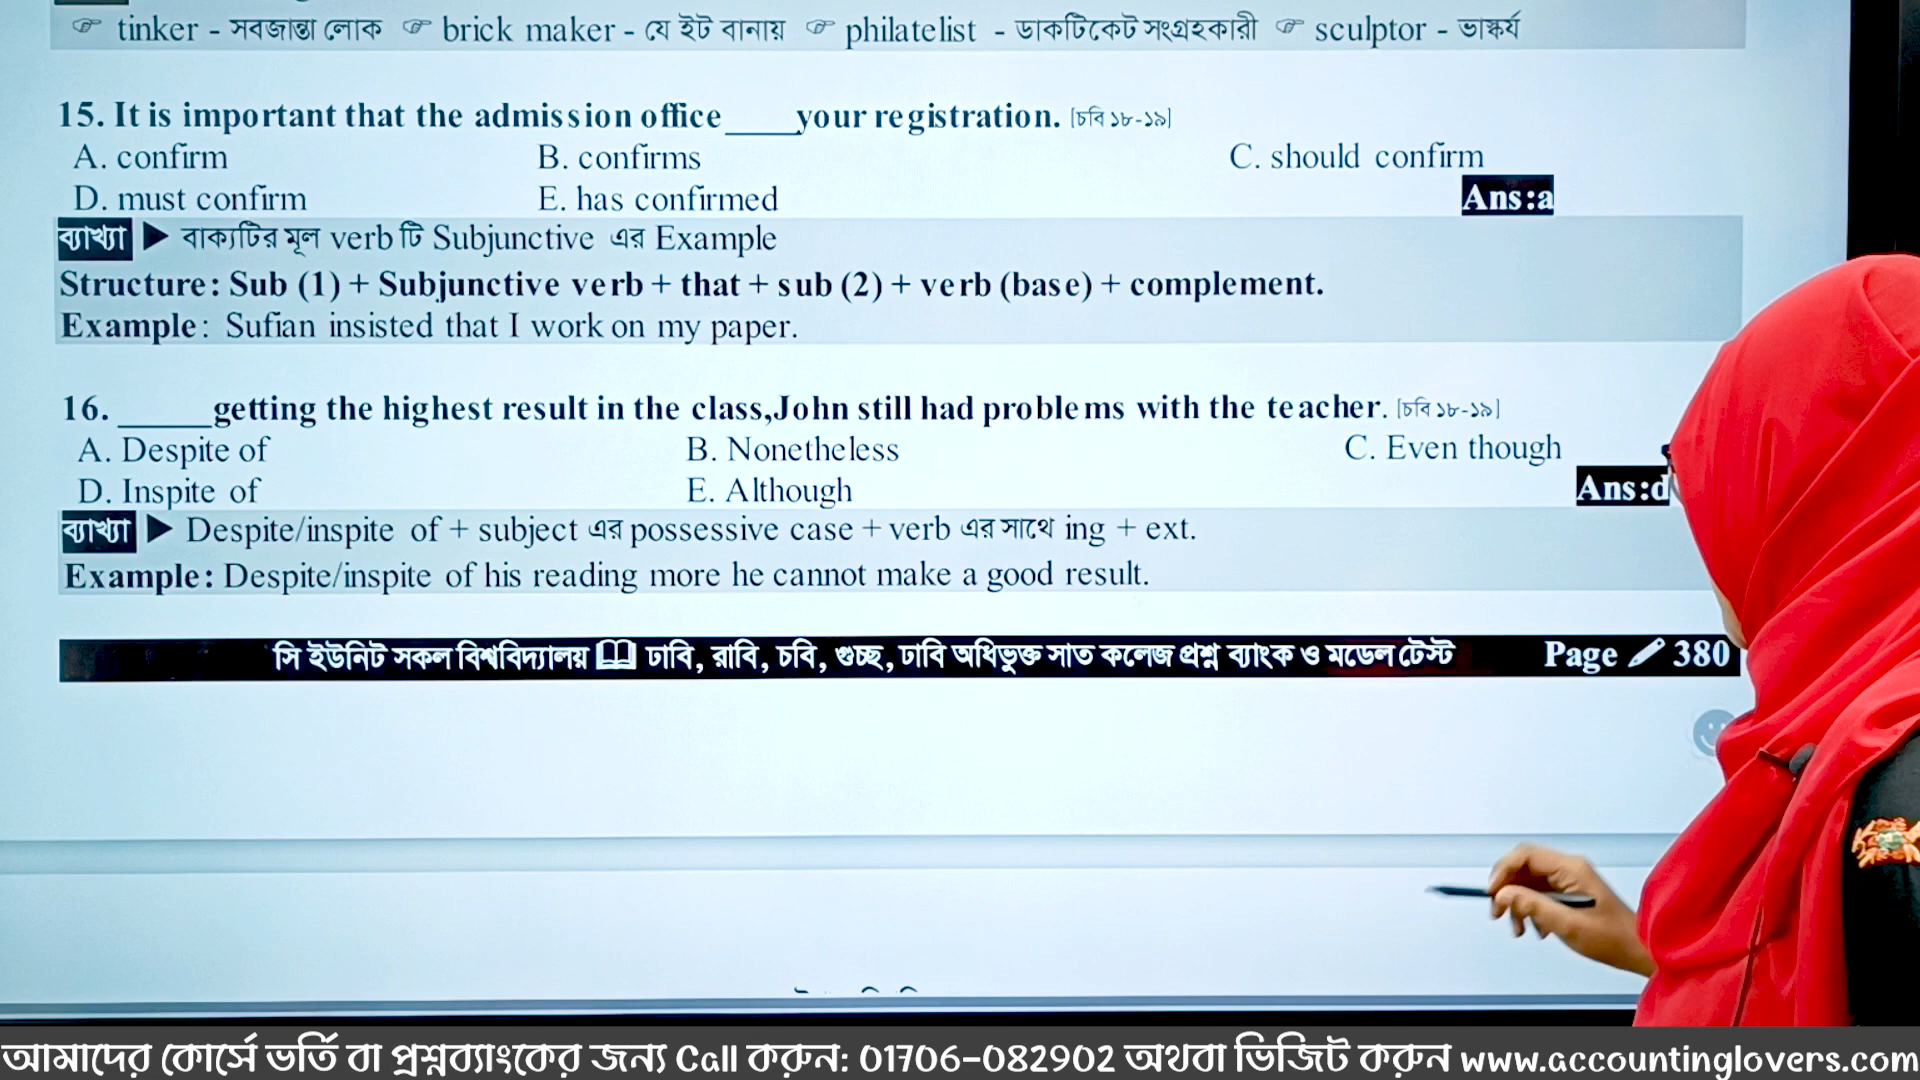 ☞ tinker - সবজান্তা লোক ☞ brick maker - যে ইট বানায় ☞ philatelist - ডাকটিকেট সংগ্রহকারী ☞ sculptor - ভাস্কর্য
15. It is important that the admission office____your registration. [চবি ১৮-১৯]
A. confirm B. confirms C. should confirm
D. must confirm E. has confirmed Ans:a
ব্যাখ্যা ▶ বাক্যটির মূল verb টি Subjunctive এর Example
Structure: Sub (1) + Subjunctive verb + that + sub (2) + verb (base) + complement.
Example: Sufian insisted that I work on my paper.
16. _____getting the highest result in the class,John still had problems with the teacher. [চবি ১৮-১৯]
A. Despite of B. Nonetheless C. Even though
D. Inspite of E. Although Ans:d
ব্যাখ্যা ▶ Despite/inspite of + subject এর possessive case + verb এর সাথে ing + ext.
Example: Despite/inspite of his reading more he cannot make a good result.
সি ইউনিট সকল বিশ্ববিদ্যালয় 🕮 ঢাবি, রাবি, চবি, গুচ্ছ, ঢাবি অধিভুক্ত সাত কলেজ প্রশ্ন ব্যাংক ও মডেল টেস্ট Page 380
আমাদের কোর্সে ভর্তি বা প্রশ্নব্যাংকের জন্য Call করুন: 01706-082902 অথবা ভিজিট করুন www.accountinglovers.com